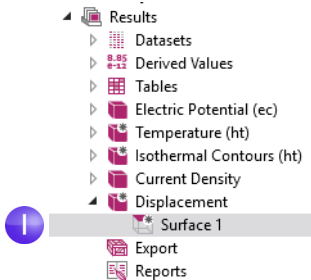 Results
Datasets
8.85
e-12 Derived Values
Tables
Electric Potential (ec)
Temperature (ht)
Isothermal Contours (ht)
Current Density
Displacement
1 Surface 1
Export
Reports